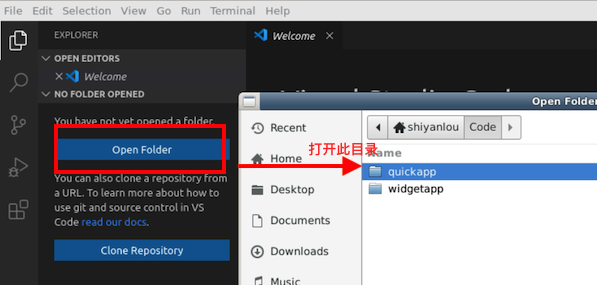 File Edit Selection View Go Run Terminal Help
EXPLORER
OPEN EDITORS
Welcome
NO FOLDER OPENED
You have not yet opened a folder.
Open Folder
You can also clone a repository from
a URL. To learn more about how to
use git and source control in VS
Code read our docs.
Clone Repository
Welcome
Open Folder
Recent
Home
Desktop
Documents
Downloads
Music
shiyanlou Code
打开此目录
Name
quickapp
widgetapp